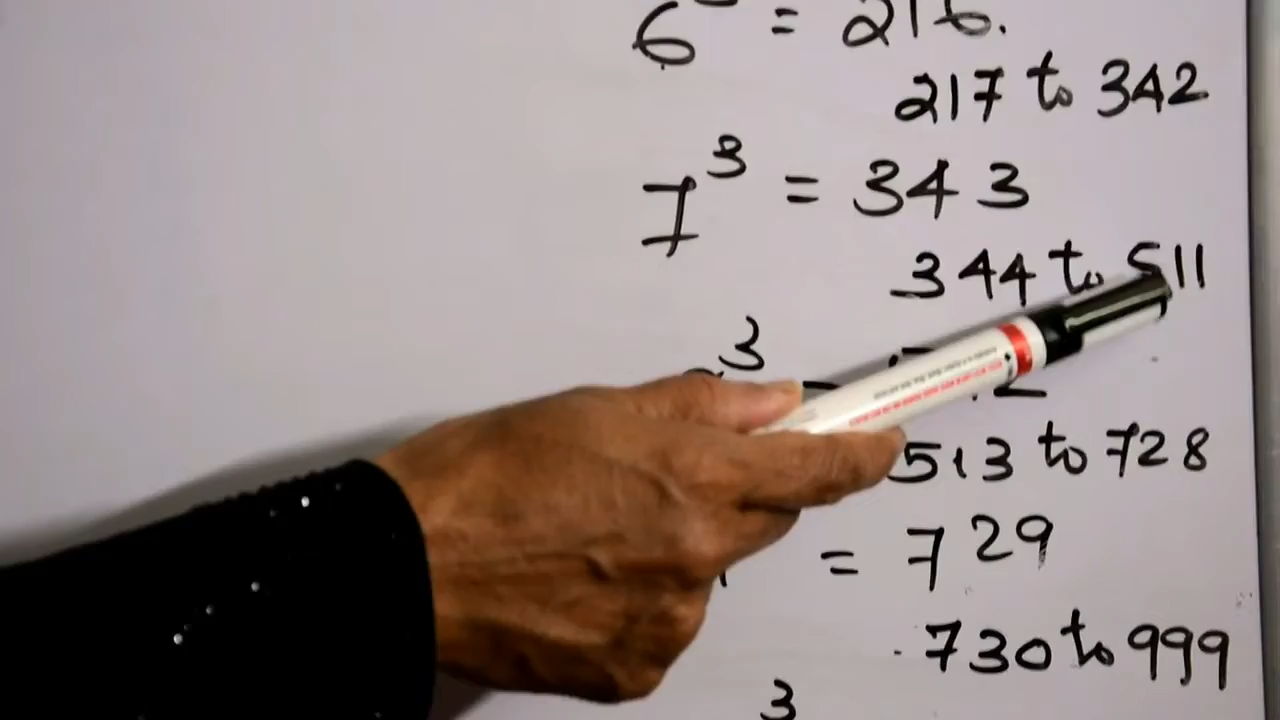 6 = 216.
217 to 342
7³ = 343
344 to 511
3
513 to 728
= 729
730 to 999
3